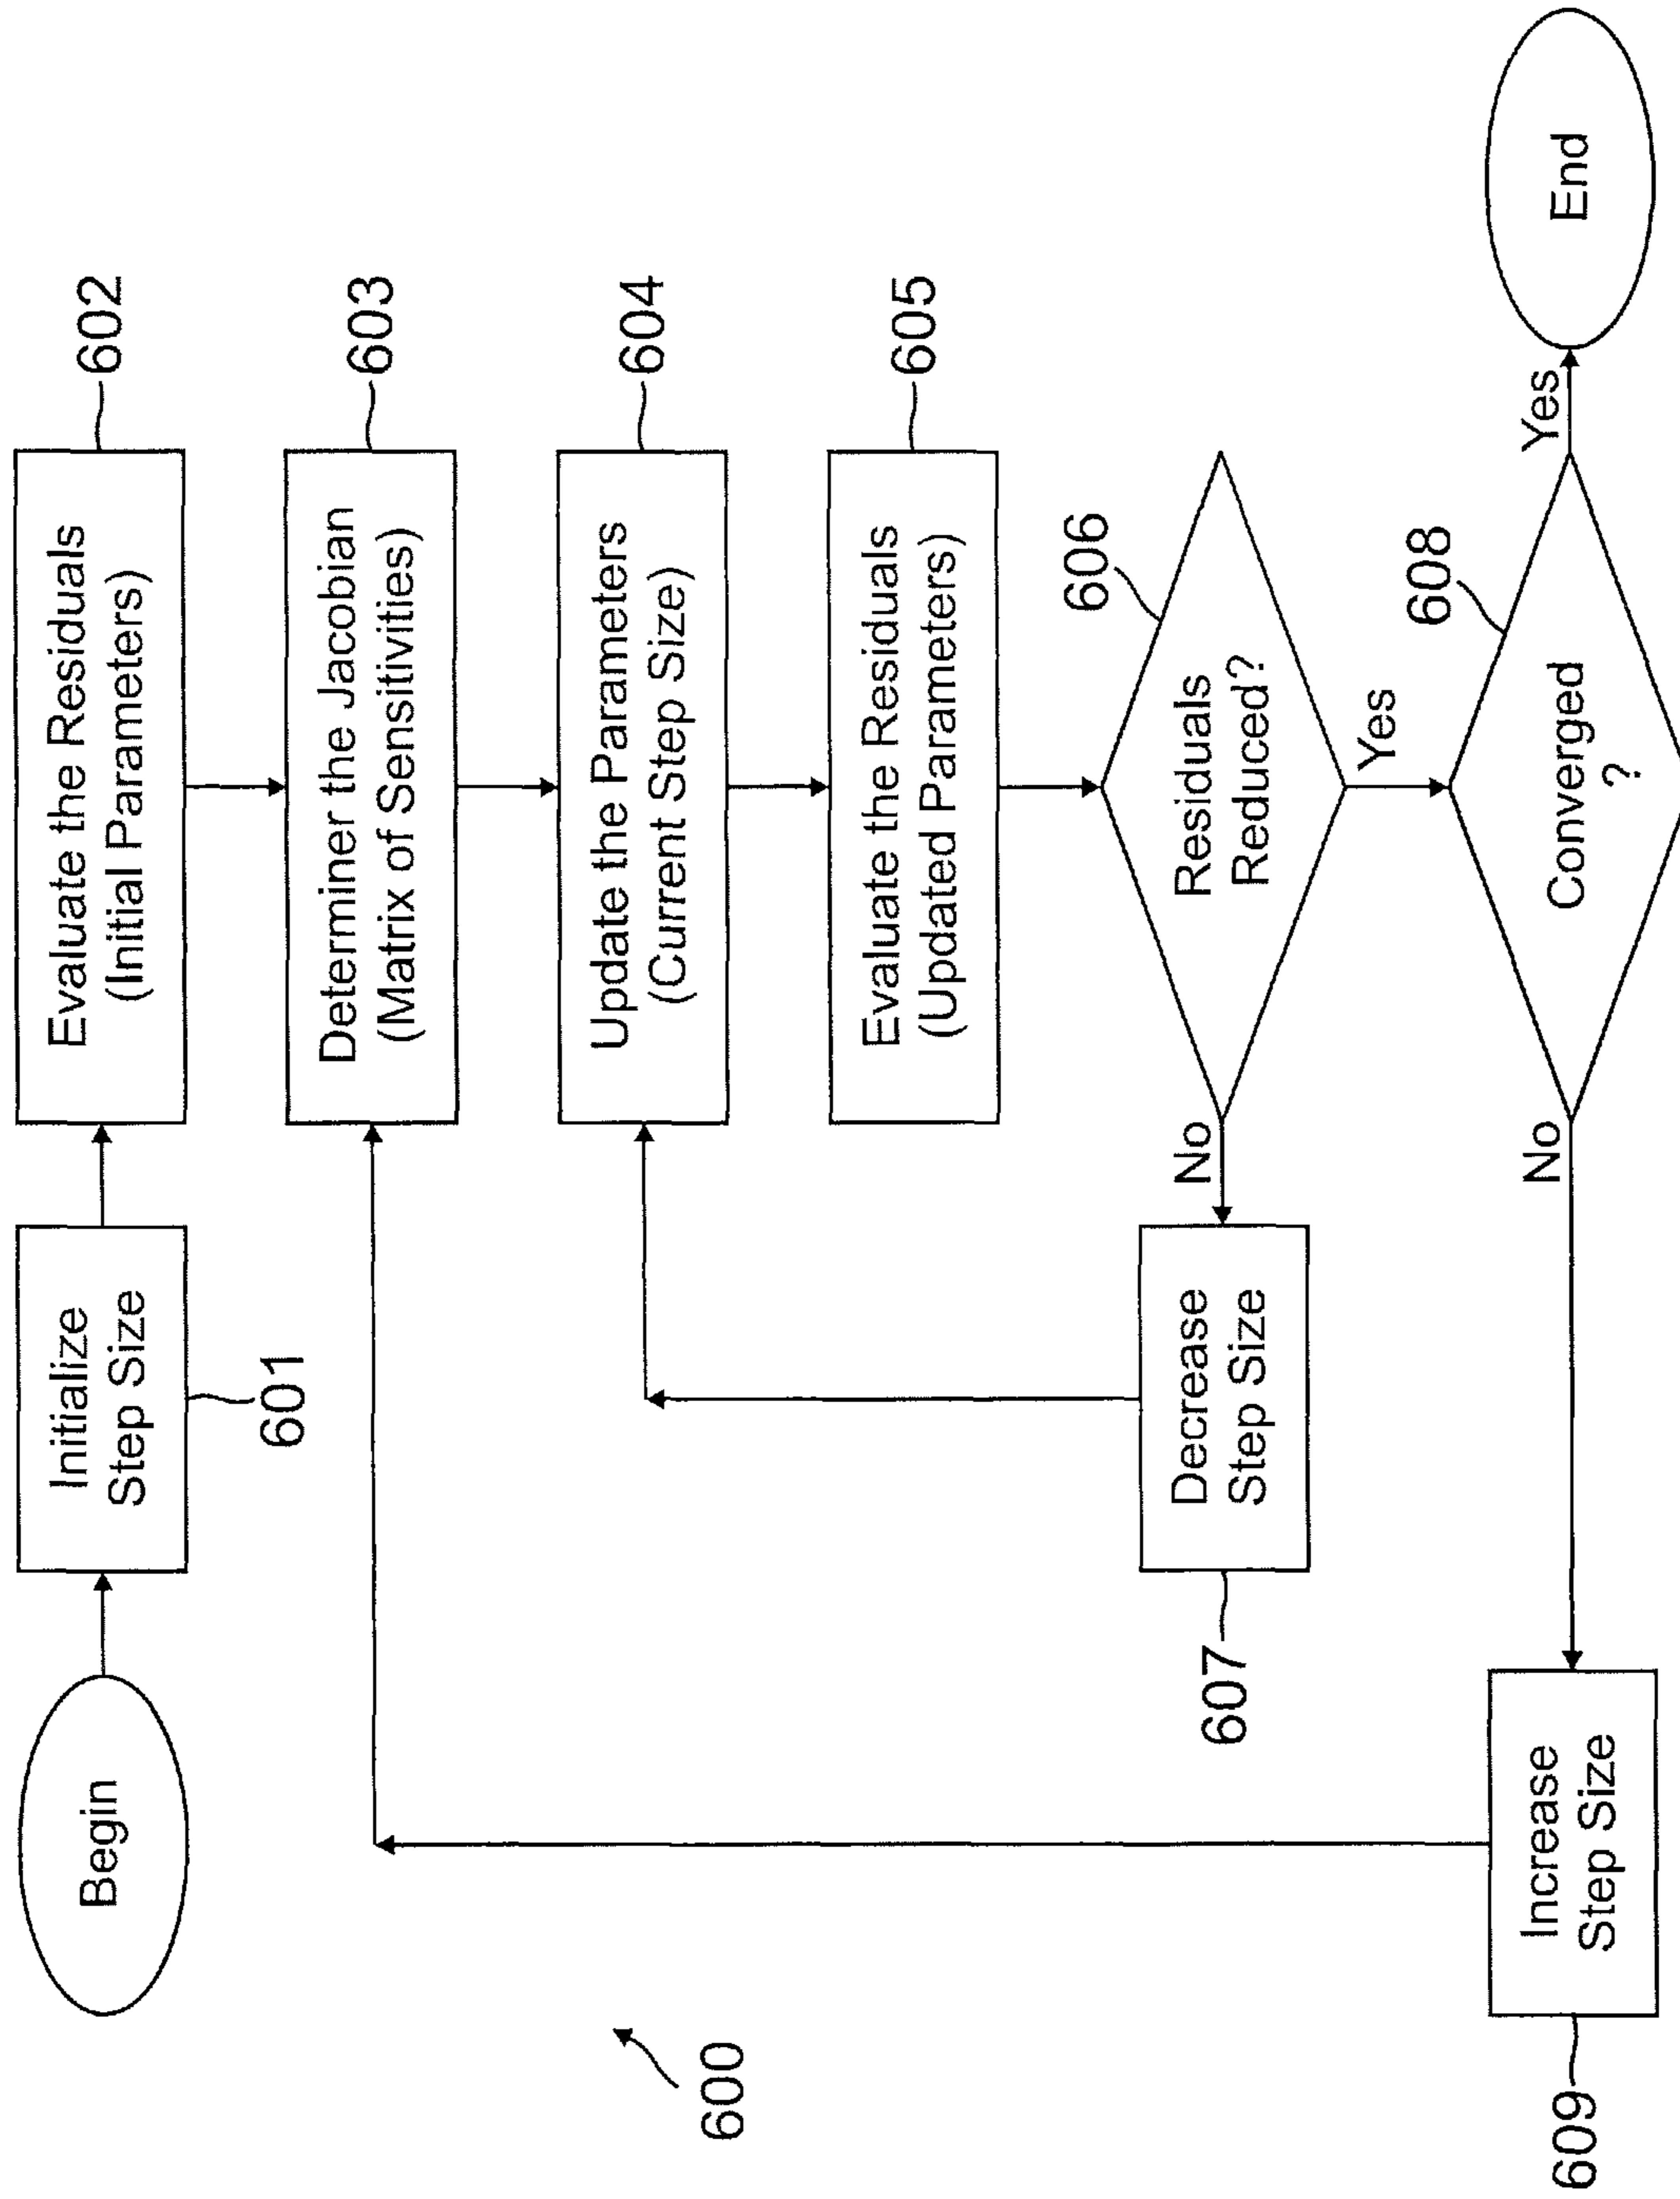 Begin
Initialize
Step Size
601
Evaluate the Residuals
(Initial Parameters)
602
Determiner the Jacobian
(Matrix of Sensitivities)
603
Update the Parameters
(Current Step Size)
604
Evaluate the Residuals
(Updated Parameters)
605
Residuals
Reduced?
606
No
Yes
Decrease
Step Size
607
Converged
?
608
No
Yes
End
Increase
Step Size
609
600